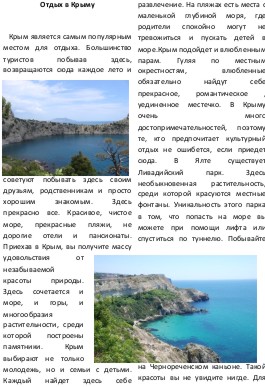 Отдых в Крыму
Крым является самым популярным
местом для отдыха. Большинство
туристов побывав здесь,
возвращаются сюда каждое лето и
советуют побывать здесь своим
друзьям, родственникам и просто
хорошим знакомым. Здесь
прекрасно все. Красивое, чистое
море, прекрасные пляжи, не
дорогие отели и пансионаты.
Приехав в Крым, вы получите массу
удовольствия от
незабываемой
красоты природы.
Здесь сочетается и
море, и горы, и
многообразия
растительности, среди
которой построены
памятники. Крым
выбирают не только
молодежь, но и семьи с детьми.
Каждый найдет здесь себе
развлечение. На пляжах есть места с
маленькой глубиной моря, где
родители спокойно могут не
тревожиться и пускать детей в
море.Крым подойдет и влюбленным
парам. Гуляя по местным
окрестностям, влюбленные
обязательно найдут себе
прекрасное, романтическое ,
уединенное местечко. В Крыму
очень много
достопримечательностей, поэтому
те, кто предпочитает культурный
отдых не ошибется, если приедет
сюда. В Ялте существует
Ливадийский парк. Здесь
необыкновенная растительность,
среди которой красуются местные
фонтаны. Уникальность этого парка
в том, что попасть на море вы
можете при помощи лифта или
спуститься по туннелю. Побывайте
на Чернореченском каньоне. Такой
красоты вы не увидите нигде. Для